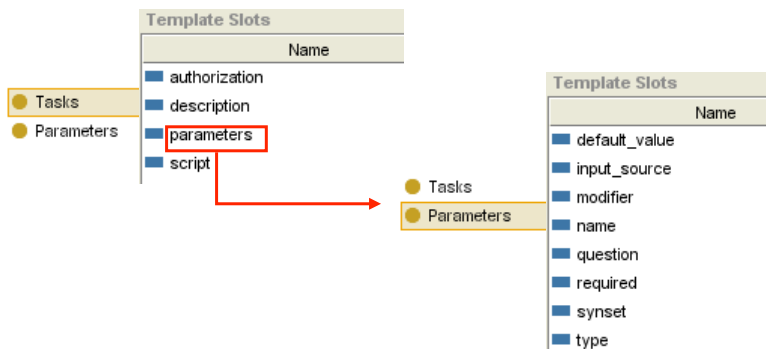 Template Slots
Name
authorization
Tasks
description
Parameters
parameters
script
Template Slots
Name
default_value
input_source
modifier
Tasks
name
Parameters
question
required
synset
type